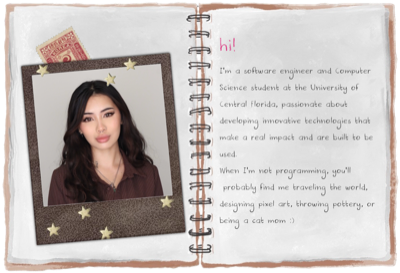 hi!
I'm a software engineer and Computer
Science student at the University of
Central Florida, passionate about
developing innovative technologies that
make a real impact and are built to be
used.
When I'm not programming, you'll
probably find me traveling the world,
designing pixel art, throwing pottery, or
being a cat mom :)